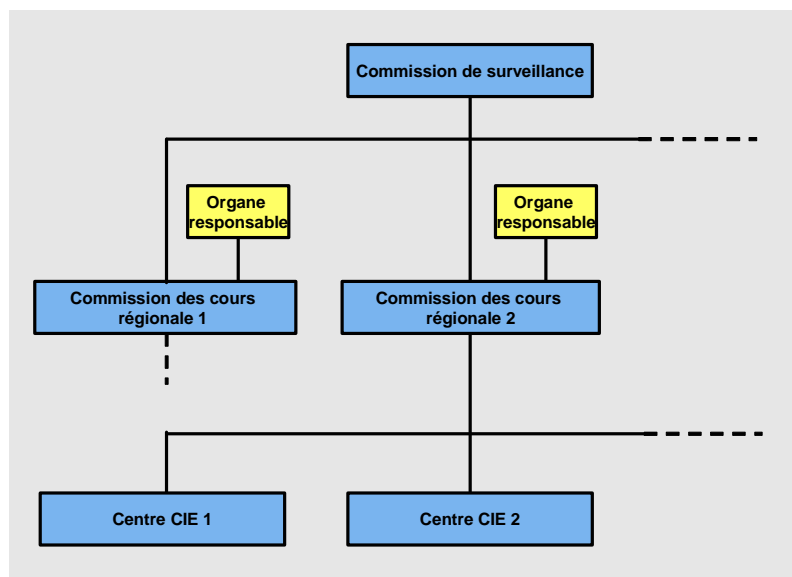 Commission de surveillance
Organe
responsable
Organe
responsable
Commission des cours
régionale 1
Commission des cours
régionale 2
Centre CIE 1
Centre CIE 2